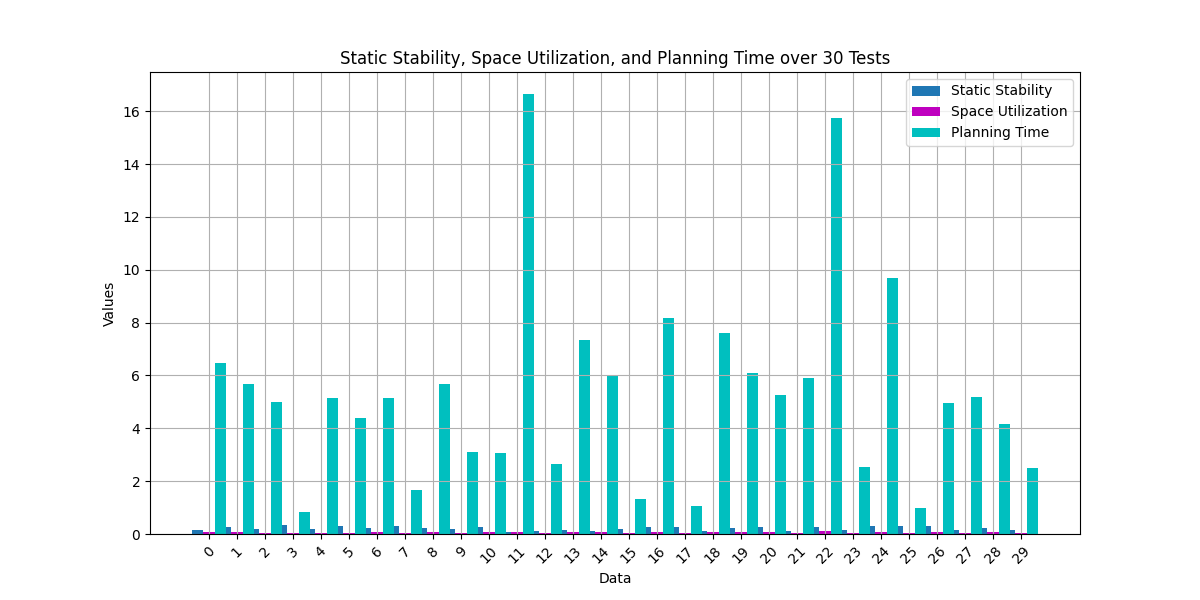 Static Stability, Space Utilization, and Planning Time over 30 Tests
Static Stability
Space Utilization
Planning Time
16
14
12
10
8
6
4
2
0
Values
0 1 2 3 4 5 6 7 8 9 10 11 12 13 14 15 16 17 18 19 20 21 22 23 24 25 26 27 28 29
Data